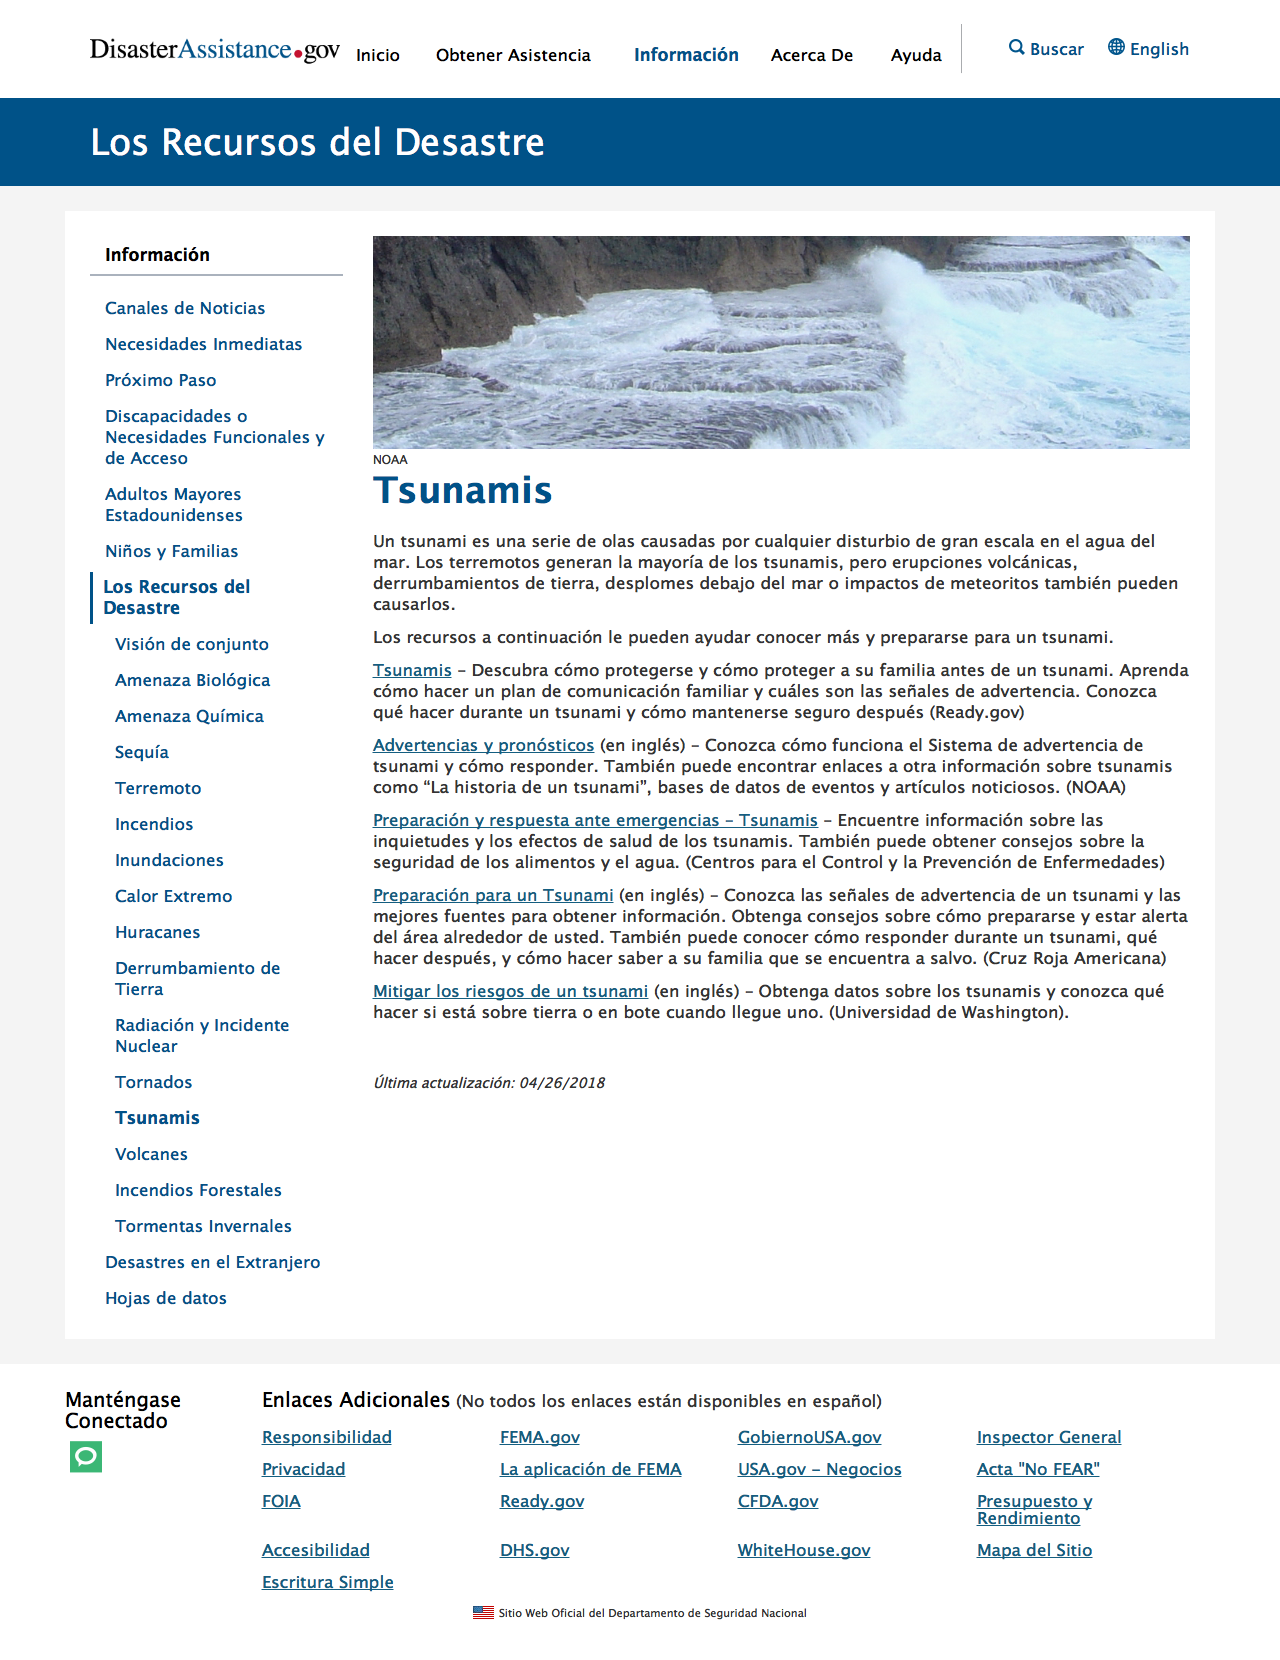 DisasterAssistance.gov
Inicio
Obtener Asistencia
Información
Acerca De
Ayuda
Buscar
English
Los Recursos del Desastre
Información
Canales de Noticias
Necesidades Inmediatas
Próximo Paso
Discapacidades o
Necesidades Funcionales y
de Acceso
Adultos Mayores
Estadounidenses
Niños y Familias
Los Recursos del
Desastre
Visión de conjunto
Amenaza Biológica
Amenaza Química
Sequía
Terremoto
Incendios
Inundaciones
Calor Extremo
Huracanes
Derrumbamiento de
Tierra
Radiación y Incidente
Nuclear
Tornados
Tsunamis
Volcanes
Incendios Forestales
Tormentas Invernales
Desastres en el Extranjero
Hojas de datos
NOAA
Tsunamis
Un tsunami es una serie de olas causadas por cualquier disturbio de gran escala en el agua del
mar. Los terremotos generan la mayoría de los tsunamis, pero erupciones volcánicas,
derrumbamientos de tierra, desplomes debajo del mar o impactos de meteoritos también pueden
causarlos.
Los recursos a continuación le pueden ayudar conocer más y prepararse para un tsunami.
Tsunamis – Descubra cómo protegerse y cómo proteger a su familia antes de un tsunami. Aprenda
cómo hacer un plan de comunicación familiar y cuáles son las señales de advertencia. Conozca
qué hacer durante un tsunami y cómo mantenerse seguro después (Ready.gov)
Advertencias y pronósticos (en inglés) – Conozca cómo funciona el Sistema de advertencia de
tsunami y cómo responder. También puede encontrar enlaces a otra información sobre tsunamis
como “La historia de un tsunami”, bases de datos de eventos y artículos noticiosos. (NOAA)
Preparación y respuesta ante emergencias – Tsunamis – Encuentre información sobre las
inquietudes y los efectos de salud de los tsunamis. También puede obtener consejos sobre la
seguridad de los alimentos y el agua. (Centros para el Control y la Prevención de Enfermedades)
Preparación para un Tsunami (en inglés) – Conozca las señales de advertencia de un tsunami y las
mejores fuentes para obtener información. Obtenga consejos sobre cómo prepararse y estar alerta
del área alrededor de usted. También puede conocer cómo responder durante un tsunami, qué
hacer después, y cómo hacer saber a su familia que se encuentra a salvo. (Cruz Roja Americana)
Mitigar los riesgos de un tsunami (en inglés) – Obtenga datos sobre los tsunamis y conozca qué
hacer si está sobre tierra o en bote cuando llegue uno. (Universidad de Washington).
Última actualización: 04/26/2018
Manténgase
Conectado
Enlaces Adicionales (No todos los enlaces están disponibles en español)
Responsibilidad
FEMA.gov
GobiernoUSA.gov
Inspector General
Privacidad
La aplicación de FEMA
USA.gov – Negocios
Acta "No FEAR"
FOIA
Ready.gov
CFDA.gov
Presupuesto y
Rendimiento
Accesibilidad
DHS.gov
WhiteHouse.gov
Mapa del Sitio
Escritura Simple
Sitio Web Oficial del Departamento de Seguridad Nacional